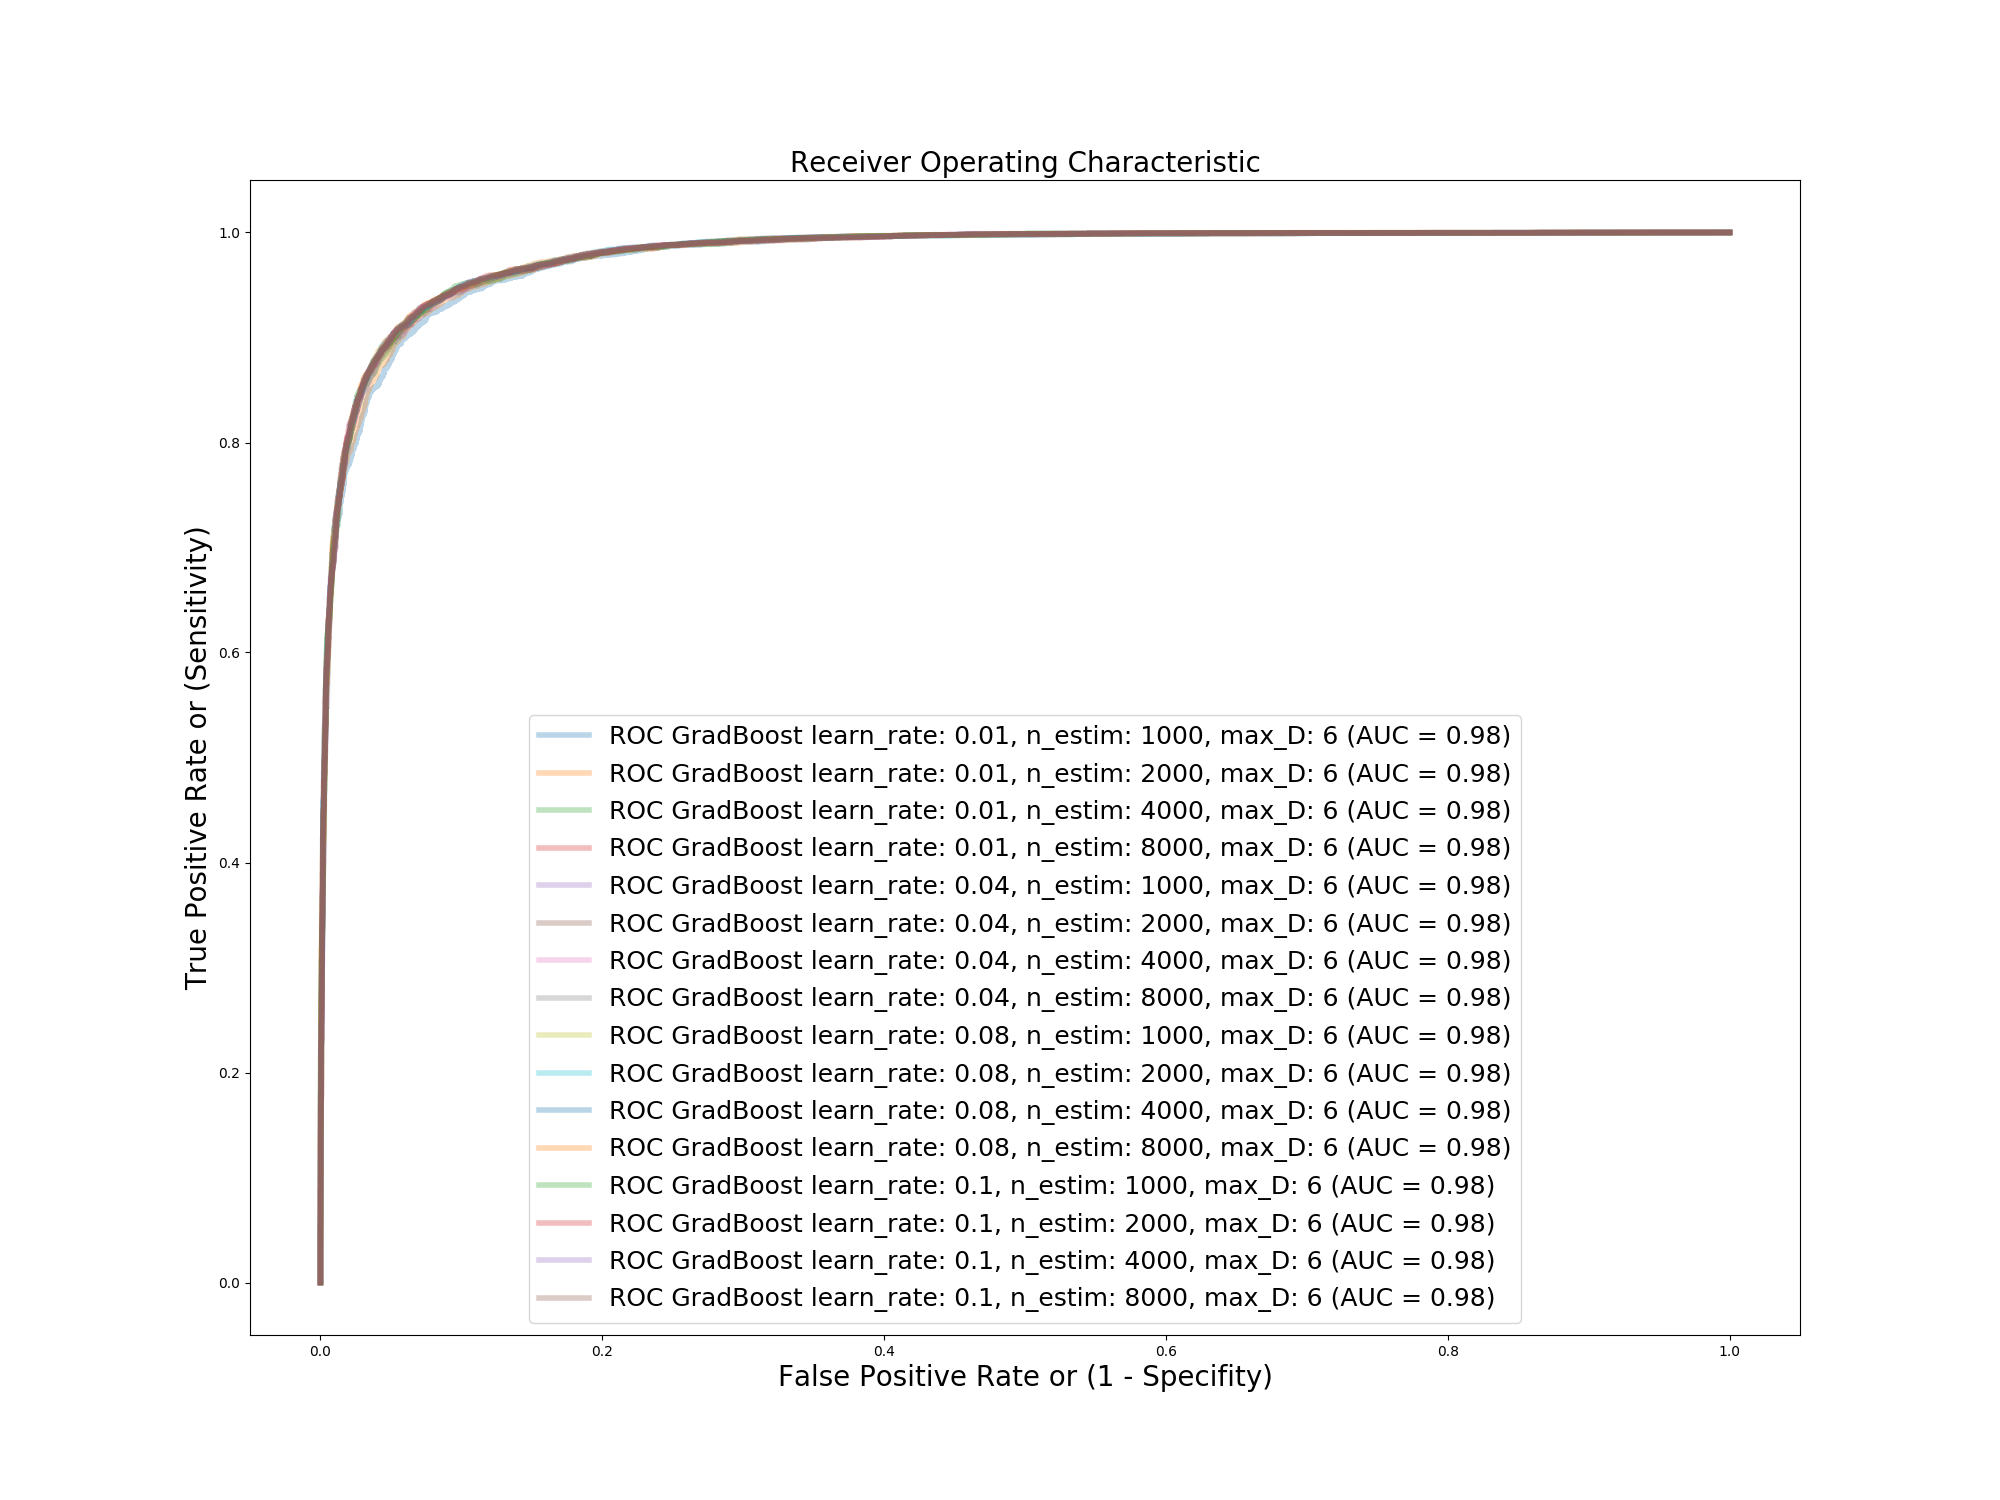 Receiver Operating Characteristic
1.0
0.8
0.6
0.4
0.2
0.0
True Positive Rate or (Sensitivity)
ROC GradBoost learn_rate: 0.01, n_estim: 1000, max_D: 6 (AUC = 0.98)
ROC GradBoost learn_rate: 0.01, n_estim: 2000, max_D: 6 (AUC = 0.98)
ROC GradBoost learn_rate: 0.01, n_estim: 4000, max_D: 6 (AUC = 0.98)
ROC GradBoost learn_rate: 0.01, n_estim: 8000, max_D: 6 (AUC = 0.98)
ROC GradBoost learn_rate: 0.04, n_estim: 1000, max_D: 6 (AUC = 0.98)
ROC GradBoost learn_rate: 0.04, n_estim: 2000, max_D: 6 (AUC = 0.98)
ROC GradBoost learn_rate: 0.04, n_estim: 4000, max_D: 6 (AUC = 0.98)
ROC GradBoost learn_rate: 0.04, n_estim: 8000, max_D: 6 (AUC = 0.98)
ROC GradBoost learn_rate: 0.08, n_estim: 1000, max_D: 6 (AUC = 0.98)
ROC GradBoost learn_rate: 0.08, n_estim: 2000, max_D: 6 (AUC = 0.98)
ROC GradBoost learn_rate: 0.08, n_estim: 4000, max_D: 6 (AUC = 0.98)
ROC GradBoost learn_rate: 0.08, n_estim: 8000, max_D: 6 (AUC = 0.98)
ROC GradBoost learn_rate: 0.1, n_estim: 1000, max_D: 6 (AUC = 0.98)
ROC GradBoost learn_rate: 0.1, n_estim: 2000, max_D: 6 (AUC = 0.98)
ROC GradBoost learn_rate: 0.1, n_estim: 4000, max_D: 6 (AUC = 0.98)
ROC GradBoost learn_rate: 0.1, n_estim: 8000, max_D: 6 (AUC = 0.98)
0.0 0.2 0.4 0.6 0.8 1.0
False Positive Rate or (1 - Specifity)